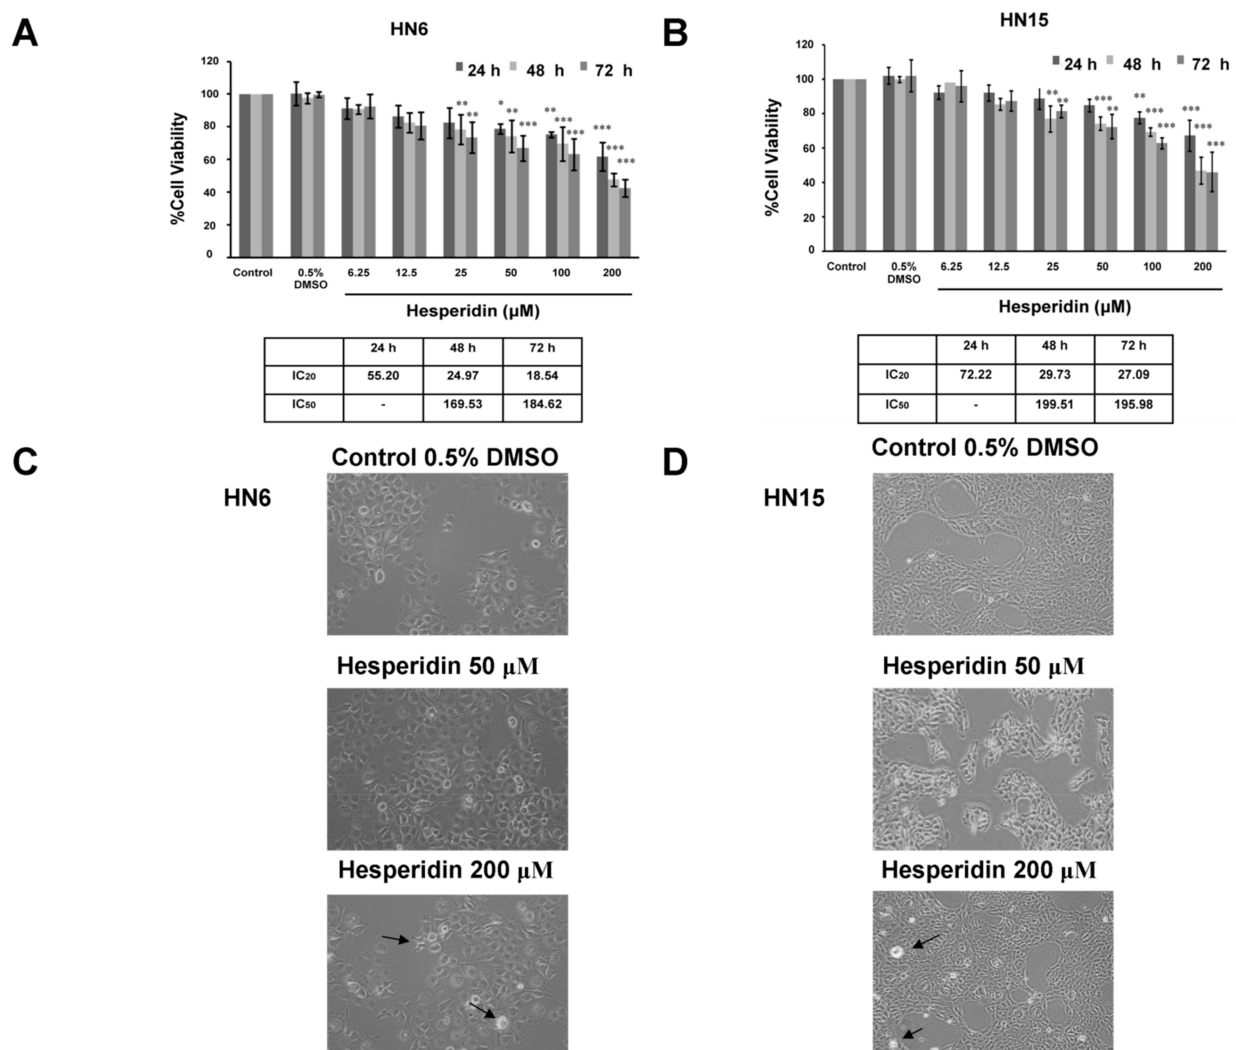 A
HN6
24 h 48 h 72 h
%Cell Viability
120
100
80
60
40
20
0
** ** * ** *** ** *** *** *** *** ***
Control 0.5% DMSO 6.25 12.5 25 50 100 200
Hesperidin (µM)
24 h 48 h 72 h
IC20 55.20 24.97 18.54
IC50 - 169.53 184.62
B
HN15
24 h 48 h 72 h
%Cell Viability
120
100
80
60
40
20
0
** ** *** ** ** *** *** *** *** ***
Control 0.5% DMSO 6.25 12.5 25 50 100 200
Hesperidin (µM)
24 h 48 h 72 h
IC20 72.22 29.73 27.09
IC50 - 199.51 195.98
C
HN6
Control 0.5% DMSO
Hesperidin 50 µM
Hesperidin 200 µM
D
HN15
Control 0.5% DMSO
Hesperidin 50 µM
Hesperidin 200 µM